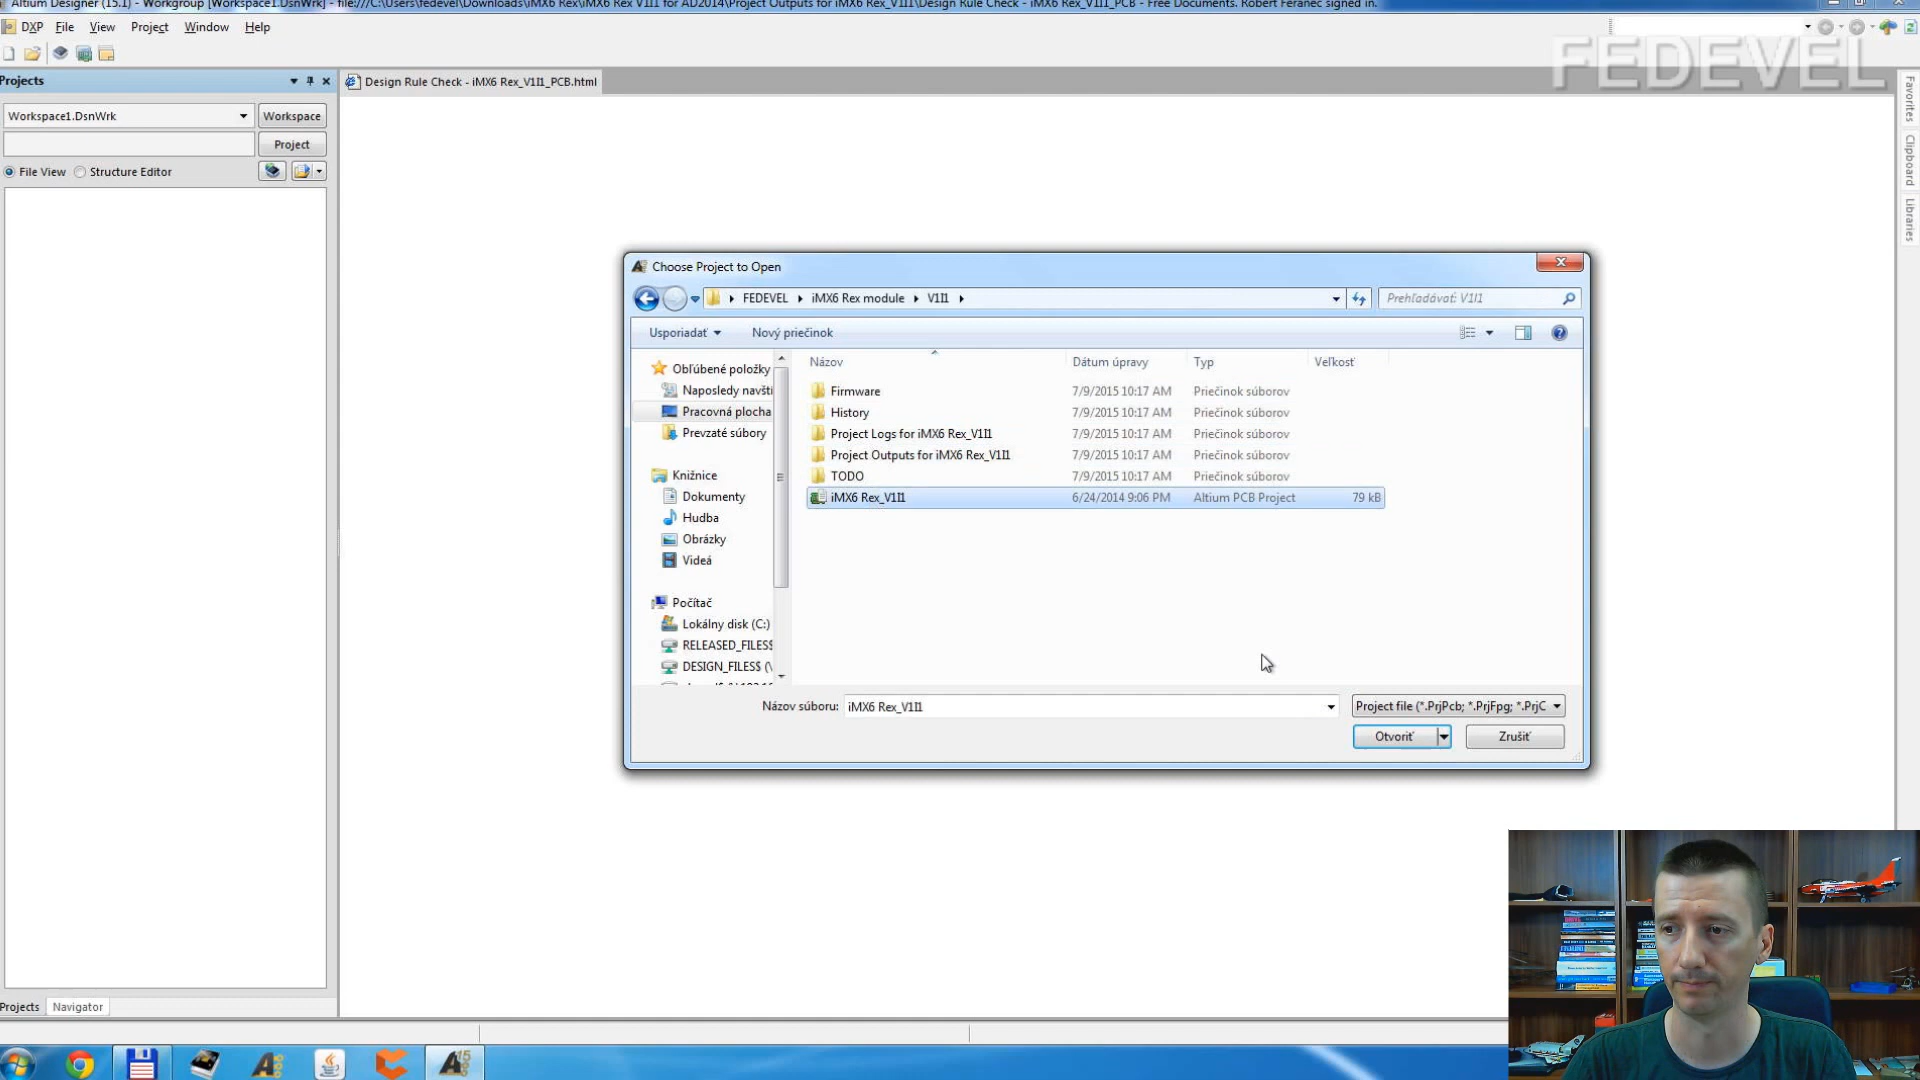 Altium Designer (15.1) - Workgroup [Workspace1.DsnWrk] - file:///C:\Users\fedevel\Downloads\iMX6 Rex\iMX6 Rex V1I1 for AD2014\Project Outputs for iMX6 Rex_V1I1\Design Rule Check - iMX6 Rex_V1I1_PCB - Free Documents. Robert Feranec signed in.
DXP File View Project Window Help
FEDEVEL
Projects
Design Rule Check - iMX6 Rex_V1I1_PCB.html
Workspace1.DsnWrk Workspace
Project
File View Structure Editor
Favorites
Clipboard
Libraries
Choose Project to Open
FEDEVEL iMX6 Rex module V1I1
Prehľadávať: V1I1
Usporiadať Nový priečinok
Názov Dátum úpravy Typ Veľkosť
Obľúbené položky
Naposledy navští
Pracovná plocha
Prevzaté súbory
Knižnice
Dokumenty
Hudba
Obrázky
Videá
Počítač
Lokálny disk (C:)
RELEASED_FILES$
DESIGN_FILES$ (\
Firmware 7/9/2015 10:17 AM Priečinok súborov
History 7/9/2015 10:17 AM Priečinok súborov
Project Logs for iMX6 Rex_V1I1 7/9/2015 10:17 AM Priečinok súborov
Project Outputs for iMX6 Rex_V1I1 7/9/2015 10:17 AM Priečinok súborov
TODO 7/9/2015 10:17 AM Priečinok súborov
iMX6 Rex_V1I1 6/24/2014 9:06 PM Altium PCB Project 79 kB
Názov súboru: iMX6 Rex_V1I1 Project file (*.PrjPcb; *.PrjFpg; *.PrjC
Otvoriť Zrušiť
Projects Navigator